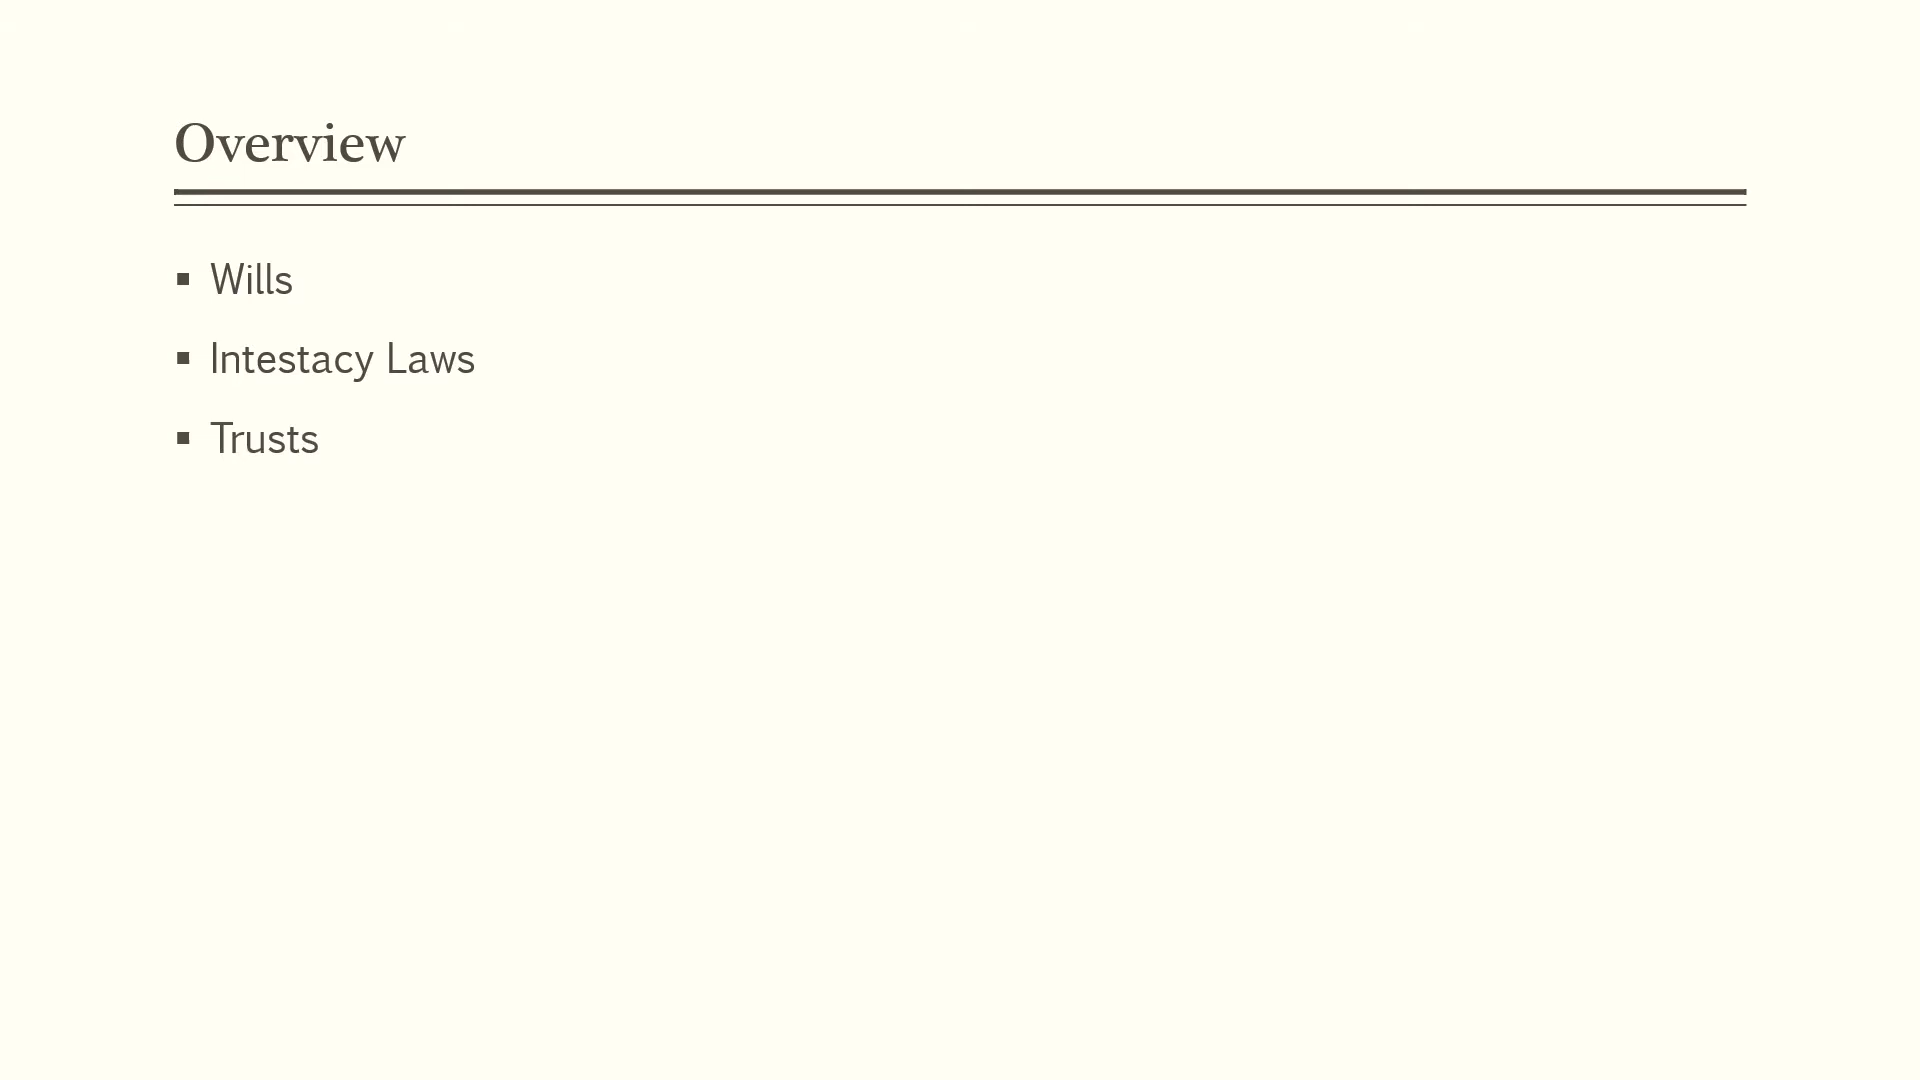 Overview
▪ Wills
▪ Intestacy Laws
▪ Trusts